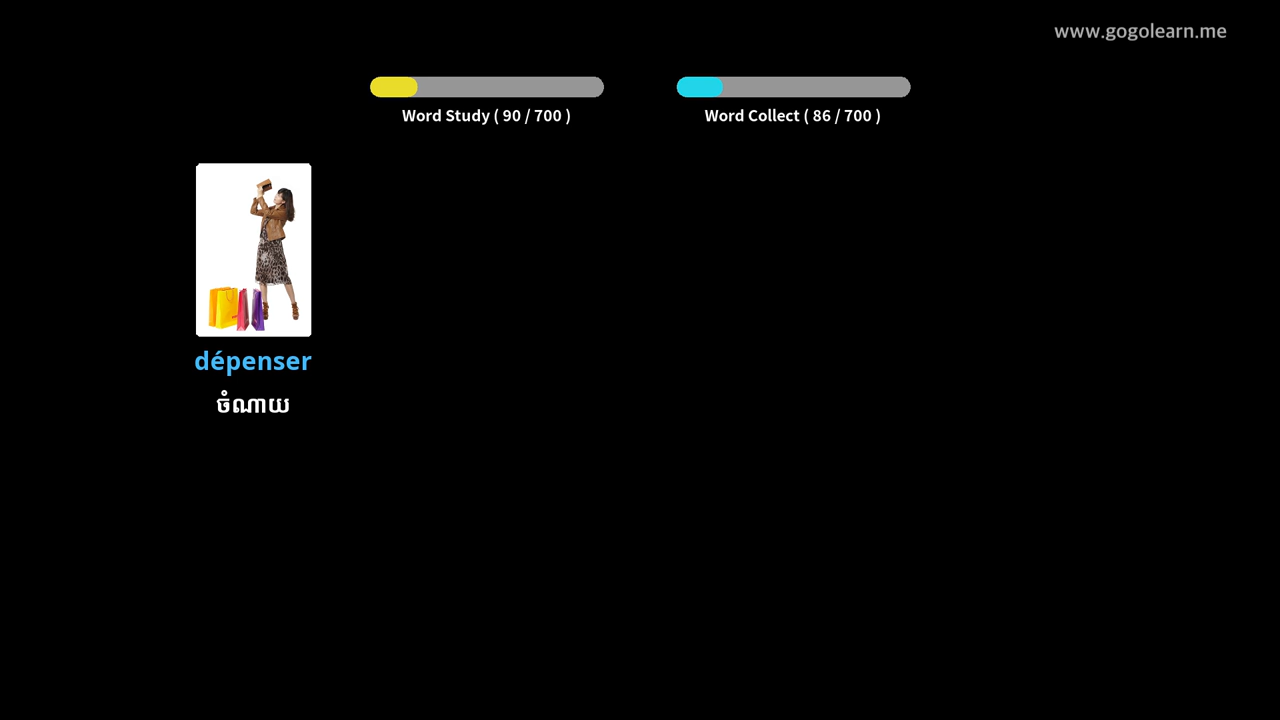 www.gogolearn.me
Word Study ( 90 / 700 )
Word Collect ( 86 / 700 )
dépenser
ចំណាយ